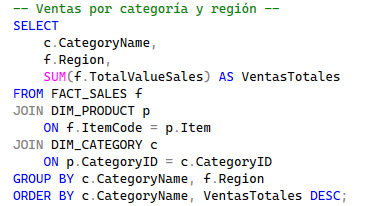 -- Ventas por categoría y región --
SELECT
    c.CategoryName,
    f.Region,
    SUM(f.TotalValueSales) AS VentasTotales
FROM FACT_SALES f
JOIN DIM_PRODUCT p
    ON f.ItemCode = p.Item
JOIN DIM_CATEGORY c
    ON p.CategoryID = c.CategoryID
GROUP BY c.CategoryName, f.Region
ORDER BY c.CategoryName, VentasTotales DESC;